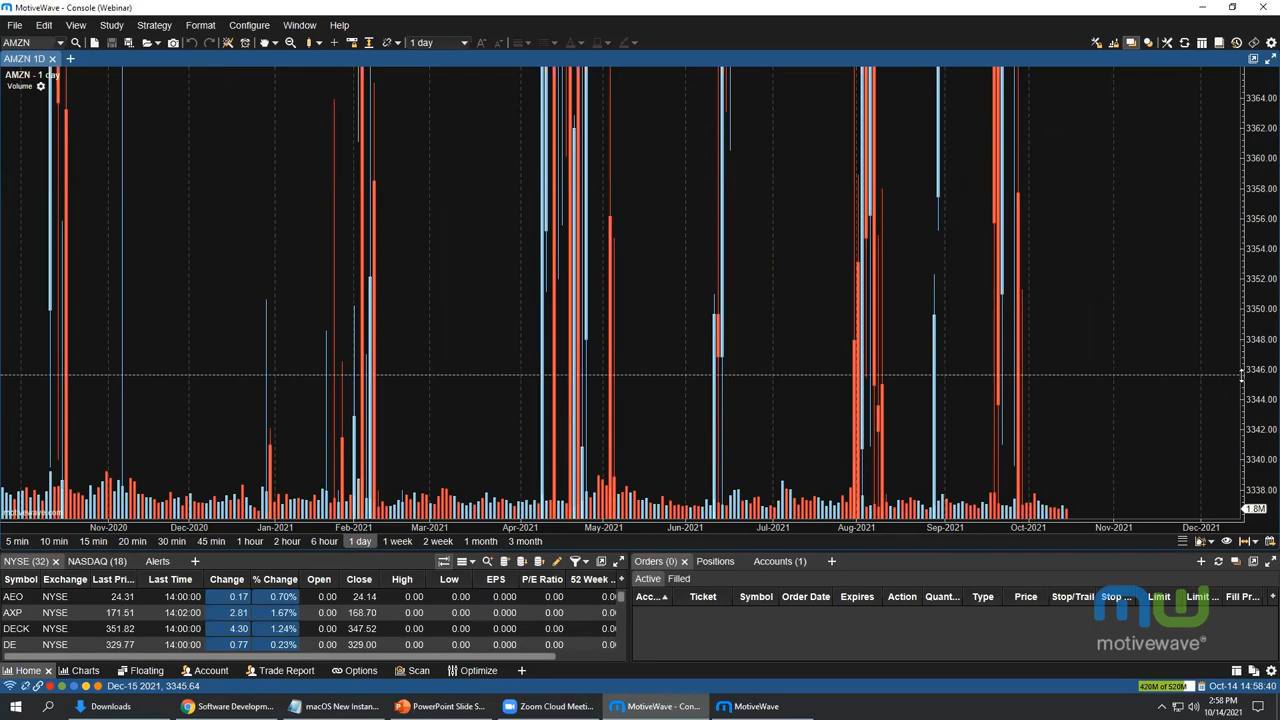 MotiveWave - Console (Webinar)
File Edit View Study Strategy Format Configure Window Help
AMZN 1 day
AMZN 1D
AMZN - 1 day
Volume
3364.00
3362.00
3360.00
3358.00
3356.00
3354.00
3352.00
3350.00
3348.00
3346.00
3344.00
3342.00
3340.00
3338.00
1.8M
motivewave.com
Nov-2020 Dec-2020 Jan-2021 Feb-2021 Mar-2021 Apr-2021 May-2021 Jun-2021 Jul-2021 Aug-2021 Sep-2021 Oct-2021 Nov-2021 Dec-2021
5 min 10 min 15 min 20 min 30 min 45 min 1 hour 2 hour 6 hour 1 day 1 week 2 week 1 month 3 month
NYSE (32) NASDAQ (18) Alerts
Symbol Exchange Last Pri... Last Time Change % Change Open Close High Low EPS P/E Ratio 52 Week ...
AEO NYSE 24.31 14:00:00 0.17 0.70% 0.00 24.14 0.00 0.00 0.000 0.000 0.00
AXP NYSE 171.51 14:02:00 2.81 1.67% 0.00 168.70 0.00 0.00 0.000 0.000 0.00
DECK NYSE 351.82 14:00:00 4.30 1.24% 0.00 347.52 0.00 0.00 0.000 0.000 0.00
DE NYSE 329.77 14:00:00 0.77 0.23% 0.00 329.00 0.00 0.00 0.000 0.000 0.00
Orders (0) Positions Accounts (1)
Active Filled
Acc... Ticket Symbol Order Date Expires Action Quant... Type Price Stop/Trail Stop ... Limit Limit ... Fill Pr...
motivewave®
Home Charts Floating Account Trade Report Options Scan Optimize
Dec-15 2021, 3345.64 420M of 520M Oct-14 14:58:40
Downloads Software Developm... macOS New Instan... PowerPoint Slide S... Zoom Cloud Meeti... MotiveWave - Con... MotiveWave
2:58 PM
10/14/2021